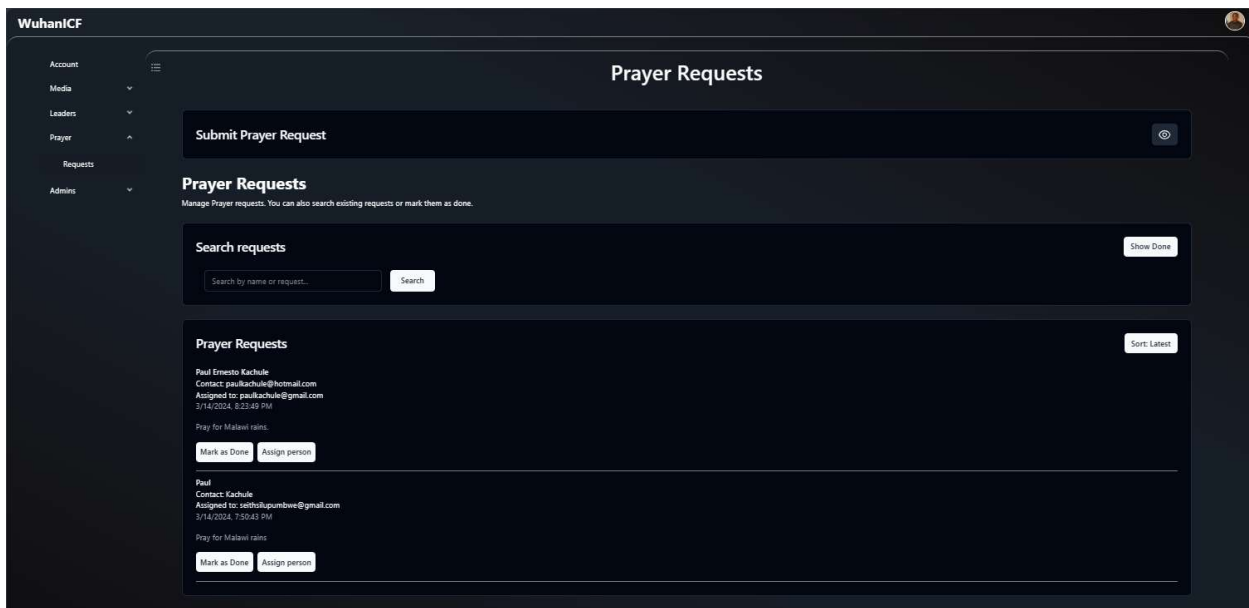 WuhanICF
Account
Media
Leaders
Prayer
Requests
Admins
Prayer Requests
Submit Prayer Request
Prayer Requests
Manage Prayer requests. You can also search existing requests or mark them as done.
Search requests
Show Done
Search by name or request...
Search
Prayer Requests
Sort: Latest
Paul Ernesto Kachule
Contact: paulkachule@hotmail.com
Assigned to: paulkachule@gmail.com
3/14/2024, 8:23:49 PM
Pray for Malawi rains.
Mark as Done
Assign person
Paul
Contact: Kachule
Assigned to: seithsilupumbwe@gmail.com
3/14/2024, 7:50:43 PM
Pray for Malawi rains
Mark as Done
Assign person